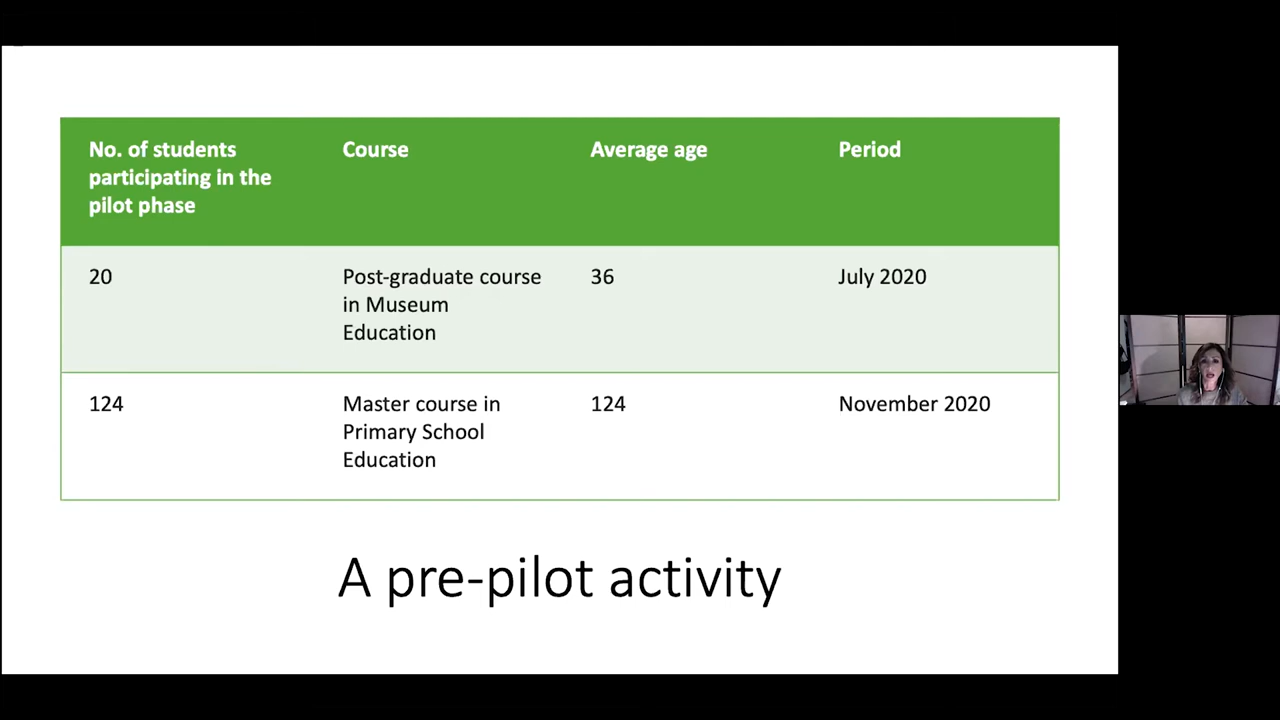 No. of students participating in the pilot phase
Course
Average age
Period
20
Post-graduate course in Museum Education
36
July 2020
124
Master course in Primary School Education
124
November 2020
A pre-pilot activity